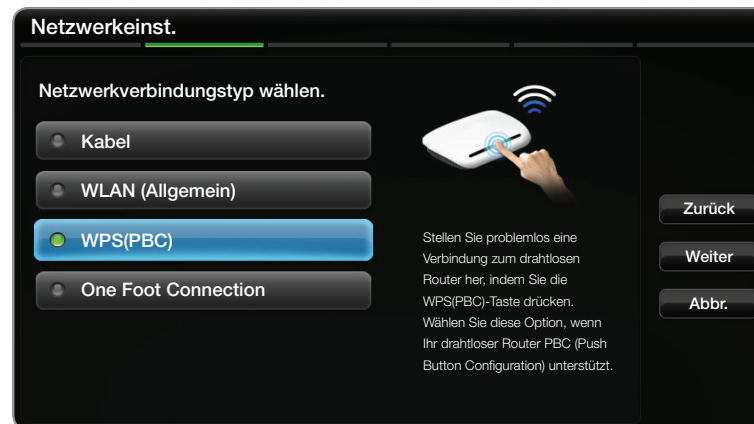 Netzwerkeinst.
Netzwerkverbindungstyp wählen.
Kabel
WLAN (Allgemein)
WPS(PBC)
One Foot Connection
Stellen Sie problemlos eine
Verbindung zum drahtlosen
Router her, indem Sie die
WPS(PBC)-Taste drücken.
Wählen Sie diese Option, wenn
Ihr drahtloser Router PBC (Push
Button Configuration) unterstützt.
Zurück
Weiter
Abbr.